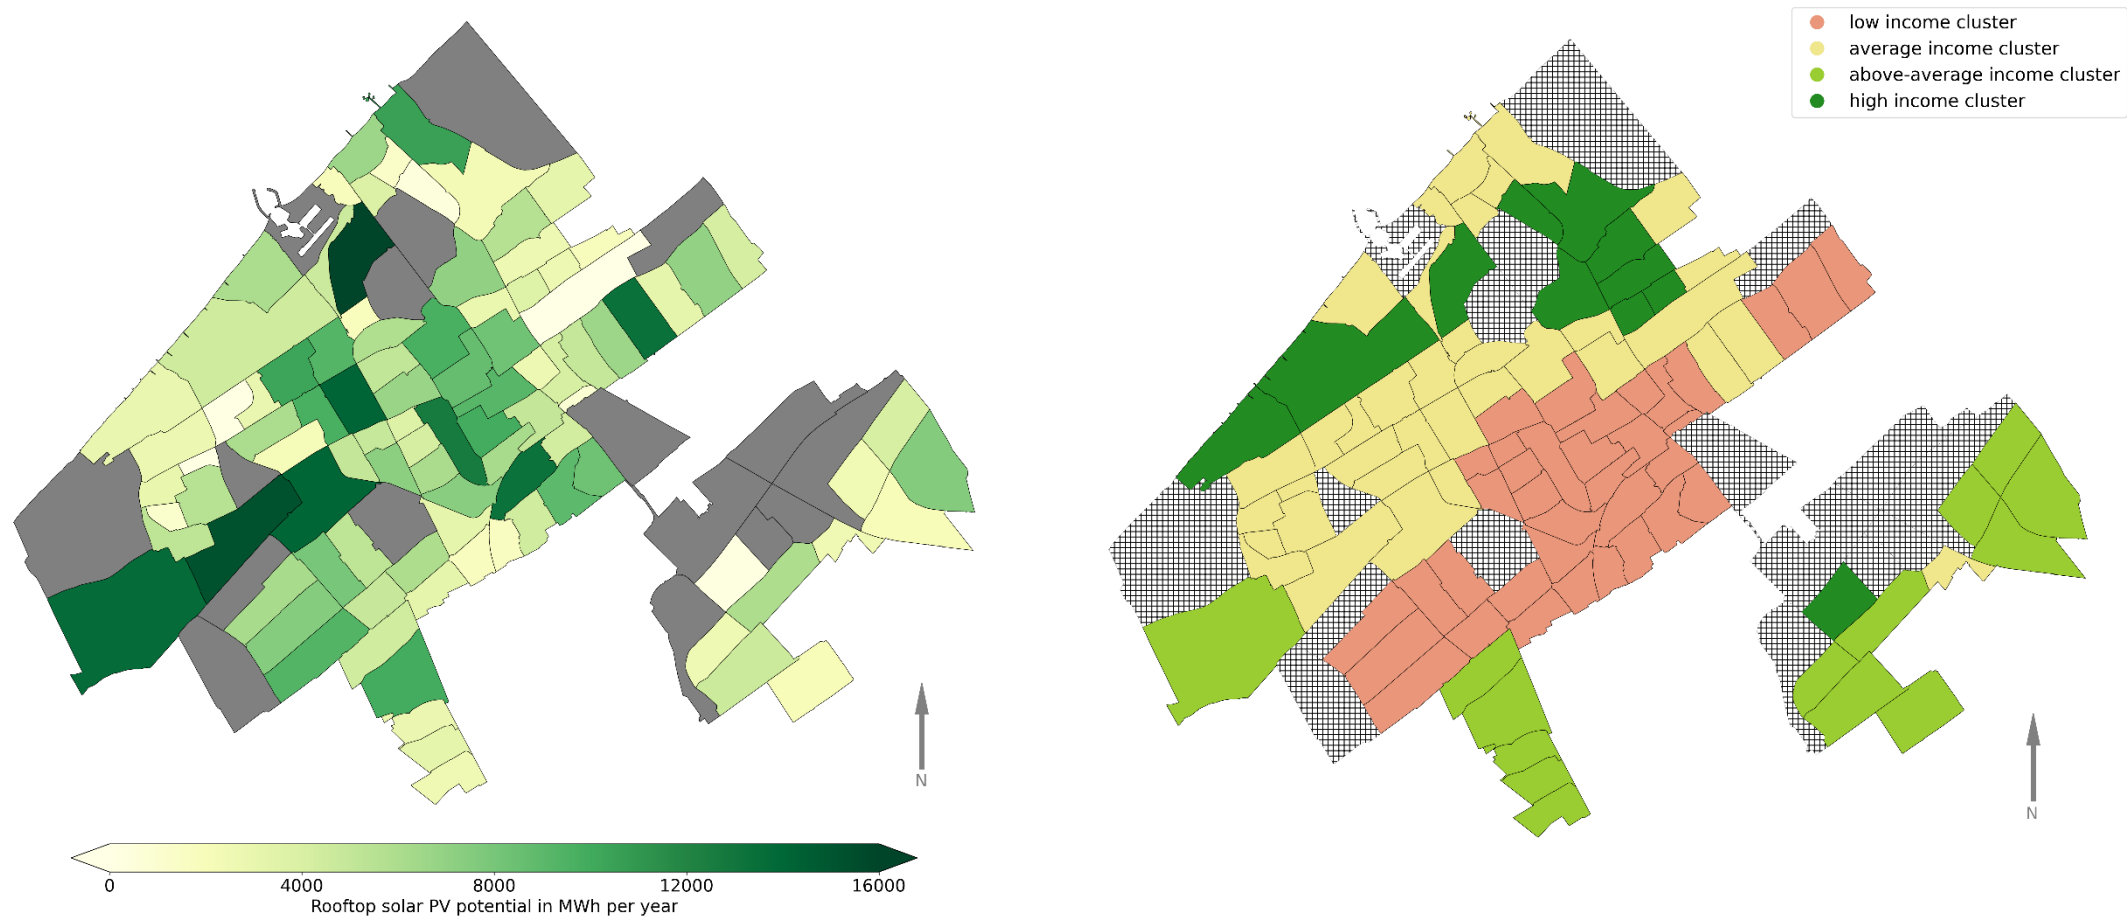 low income cluster
average income cluster
above-average income cluster
high income cluster
N
N
0 4000 8000 12000 16000
Rooftop solar PV potential in MWh per year